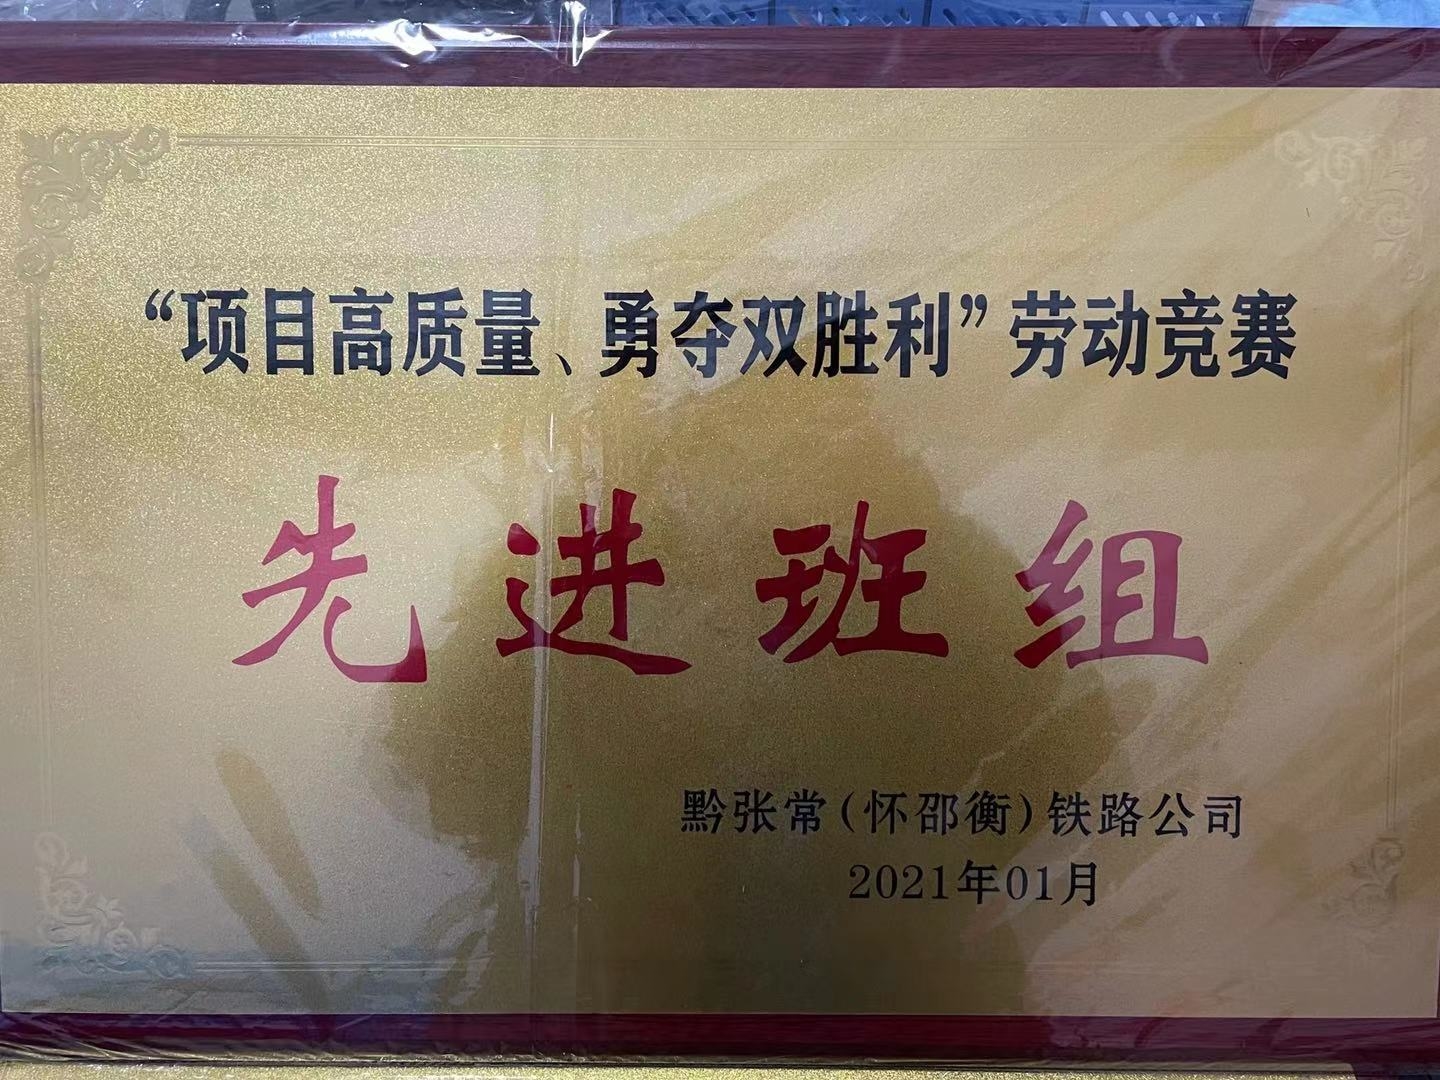 “项目高质量、勇夺双胜利”劳动竞赛
先进班组
黔张常（怀邵衡）铁路公司
2021年01月